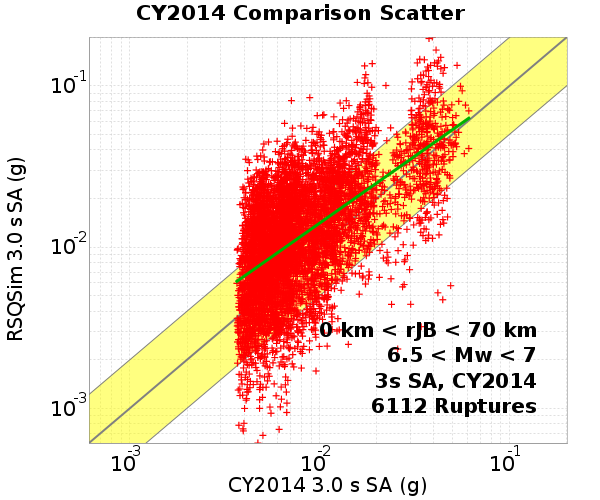 CY2014 Comparison Scatter
RSQSim 3.0 s SA (g)
10-1
10-2
10-3
0 km < rJB < 70 km
6.5 < Mw < 7
3s SA, CY2014
6112 Ruptures
10-3 10-2 10-1
CY2014 3.0 s SA (g)